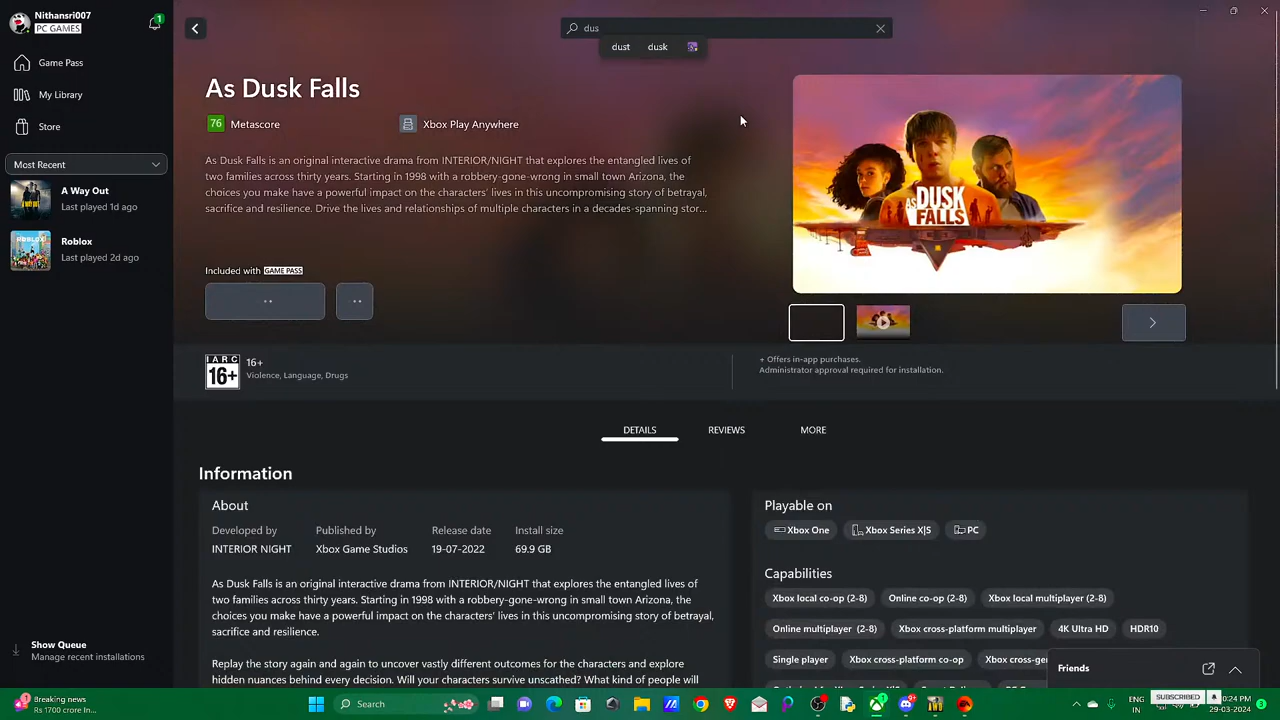 Nithansri007
PC GAMES
1
Game Pass
My Library
Store
Most Recent
A Way Out
Last played 1d ago
ROBLOX
Roblox
Last played 2d ago
Show Queue
Manage recent installations
dus
dust dusk
As Dusk Falls
76 Metascore
Xbox Play Anywhere
As Dusk Falls is an original interactive drama from INTERIOR/NIGHT that explores the entangled lives of
two families across thirty years. Starting in 1998 with a robbery-gone-wrong in small town Arizona, the
choices you make have a powerful impact on the characters' lives in this uncompromising story of betrayal,
sacrifice and resilience. Drive the lives and relationships of multiple characters in a decades-spanning stor...
Included with GAME PASS
AS DUSK
FALLS
IARC
16+
16+
Violence, Language, Drugs
+ Offers in-app purchases.
Administrator approval required for installation.
DETAILS
REVIEWS
MORE
Information
About
Developed by Published by Release date Install size
INTERIOR NIGHT Xbox Game Studios 19-07-2022 69.9 GB
As Dusk Falls is an original interactive drama from INTERIOR/NIGHT that explores the entangled lives of
two families across thirty years. Starting in 1998 with a robbery-gone-wrong in small town Arizona, the
choices you make have a powerful impact on the characters' lives in this uncompromising story of betrayal,
sacrifice and resilience.
Replay the story again and again to uncover vastly different outcomes for the characters and explore
hidden nuances behind every decision. Will your characters survive unscathed? What kind of people will
Playable on
Xbox One Xbox Series X|S PC
Capabilities
Xbox local co-op (2-8) Online co-op (2-8) Xbox local multiplayer (2-8)
Online multiplayer (2-8) Xbox cross-platform multiplayer 4K Ultra HD HDR10
Single player Xbox cross-platform co-op Xbox cross-gen
Friends
Breaking news
Rs 1700 crore In...
Search
ENG
IN
SUBSCRIBED
0:24 PM
29-03-2024